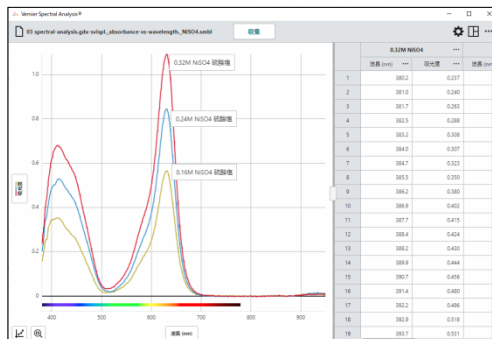 Vernier Spectral Analysis®
03 spectral-analysis.gdx-svispl_absorbance-vs-wavelength_NiSO4.smbl
收集
1.0
0.8
0.6
0.4
0.2
0
0.32M NiSO4 硫酸鎳
0.24M NiSO4 硫酸鎳
0.16M NiSO4 硫酸鎳
吸光度
400 500 600 700 800 900
波長 (nm)
0.32M NiSO4 ...
波長 (nm) ... 吸光度 ...
1 380.2 0.237
2 381.0 0.240
3 381.7 0.263
4 382.5 0.288
5 383.2 0.308
6 384.0 0.307
7 384.7 0.323
8 385.5 0.350
9 386.2 0.380
10 386.9 0.402
11 387.7 0.415
12 388.4 0.424
13 389.2 0.430
14 389.9 0.444
15 390.7 0.456
16 391.4 0.480
17 392.2 0.496
18 392.9 0.518
19 393.7 0.531